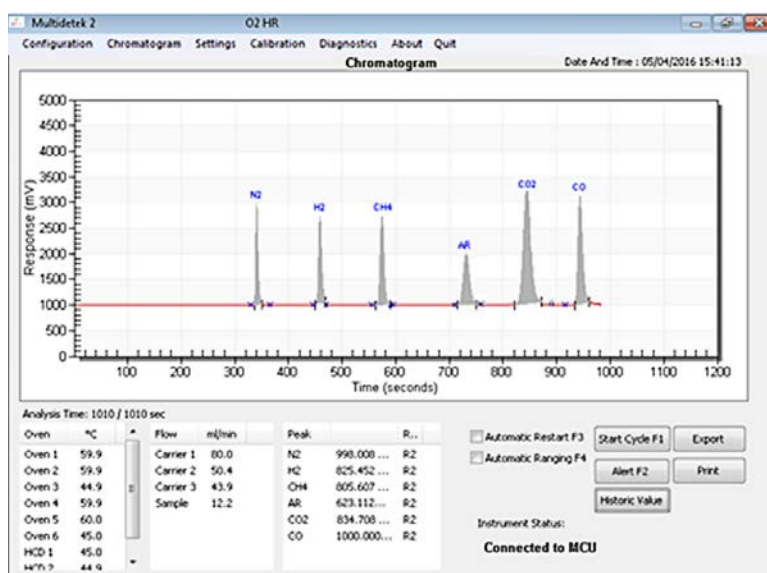 Multidetek 2 O2 HR
Configuration Chromatogram Settings Calibration Diagnostics About Quit
Chromatogram Date And Time : 05/04/2016 15:41:13
5000
4500
4000
3500
3000
2500
2000
1500
1000
500
0
Response (mV)
N2 H2 CH4 AR CO2 CO
100 200 300 400 500 600 700 800 900 1000 1100 1200
Time (seconds)
Analysis Time: 1010 / 1010 sec
Oven °C
Oven 1 59.9
Oven 2 59.9
Oven 3 44.9
Oven 4 59.9
Oven 5 60.0
Oven 6 45.0
HCD 1 45.0
HCD 2 44.9
Flow ml/min
Carrier 1 80.0
Carrier 2 50.4
Carrier 3 43.9
Sample 12.2
Peak R...
N2 998.008 ... R2
H2 825.452 ... R2
CH4 805.607 ... R2
AR 623.112... R2
CO2 834.708 ... R2
CO 1000.000... R2
Automatic Restart F3
Automatic Ranging F4
Start Cycle F1 Export
Alert F2 Print
Historic Value
Instrument Status:
Connected to MCU